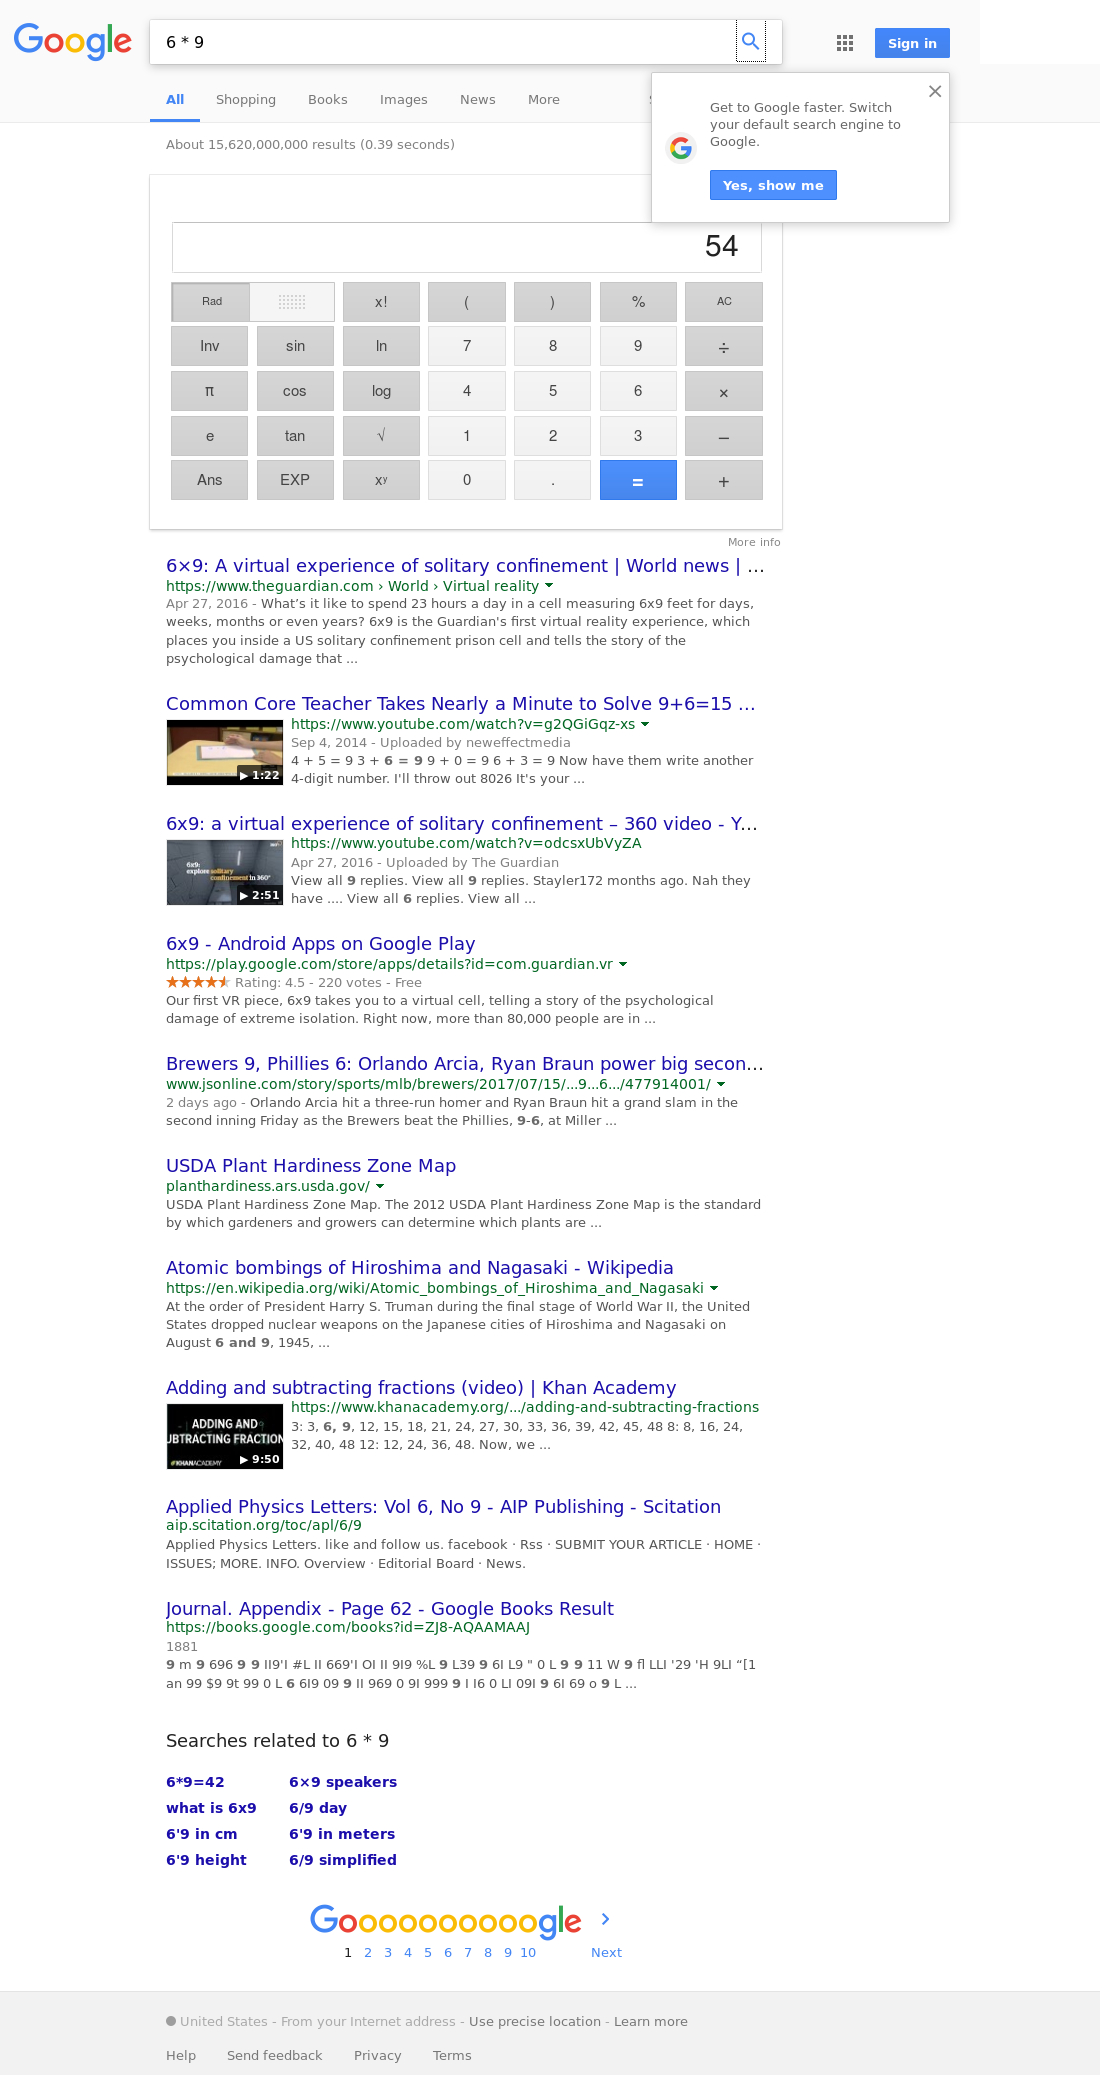 Google
6 * 9
Sign in
All Shopping Books Images News More
Get to Google faster. Switch
your default search engine to
Google.
Yes, show me
About 15,620,000,000 results (0.39 seconds)
54
Rad x! ( ) % AC
Inv sin ln 7 8 9 ÷
π cos log 4 5 6 ×
e tan √ 1 2 3 −
Ans EXP xy 0 . = +
More info
6×9: A virtual experience of solitary confinement | World news | ...
https://www.theguardian.com › World › Virtual reality
Apr 27, 2016 - What’s it like to spend 23 hours a day in a cell measuring 6x9 feet for days,
weeks, months or even years? 6x9 is the Guardian's first virtual reality experience, which
places you inside a US solitary confinement prison cell and tells the story of the
psychological damage that ...
Common Core Teacher Takes Nearly a Minute to Solve 9+6=15 ...
https://www.youtube.com/watch?v=g2QGiGqz-xs
Sep 4, 2014 - Uploaded by neweffectmedia
4 + 5 = 9 3 + 6 = 9 9 + 0 = 9 6 + 3 = 9 Now have them write another
4-digit number. I'll throw out 8026 It's your ...
▶ 1:22
6x9: a virtual experience of solitary confinement – 360 video - Y...
https://www.youtube.com/watch?v=odcsxUbVyZA
Apr 27, 2016 - Uploaded by The Guardian
View all 9 replies. View all 9 replies. Stayler172 months ago. Nah they
have .... View all 6 replies. View all ...
6x9:
explore solitary
confinement in 360°
▶ 2:51
6x9 - Android Apps on Google Play
https://play.google.com/store/apps/details?id=com.guardian.vr
Rating: 4.5 - 220 votes - Free
Our first VR piece, 6x9 takes you to a virtual cell, telling a story of the psychological
damage of extreme isolation. Right now, more than 80,000 people are in ...
Brewers 9, Phillies 6: Orlando Arcia, Ryan Braun power big secon...
www.jsonline.com/story/sports/mlb/brewers/2017/07/15/...9...6.../477914001/
2 days ago - Orlando Arcia hit a three-run homer and Ryan Braun hit a grand slam in the
second inning Friday as the Brewers beat the Phillies, 9-6, at Miller ...
USDA Plant Hardiness Zone Map
planthardiness.ars.usda.gov/
USDA Plant Hardiness Zone Map. The 2012 USDA Plant Hardiness Zone Map is the standard
by which gardeners and growers can determine which plants are ...
Atomic bombings of Hiroshima and Nagasaki - Wikipedia
https://en.wikipedia.org/wiki/Atomic_bombings_of_Hiroshima_and_Nagasaki
At the order of President Harry S. Truman during the final stage of World War II, the United
States dropped nuclear weapons on the Japanese cities of Hiroshima and Nagasaki on
August 6 and 9, 1945, ...
Adding and subtracting fractions (video) | Khan Academy
https://www.khanacademy.org/.../adding-and-subtracting-fractions
3: 3, 6, 9, 12, 15, 18, 21, 24, 27, 30, 33, 36, 39, 42, 45, 48 8: 8, 16, 24,
32, 40, 48 12: 12, 24, 36, 48. Now, we ...
ADDING AND
UBTRACTING FRACTION
KHANACADEMY
▶ 9:50
Applied Physics Letters: Vol 6, No 9 - AIP Publishing - Scitation
aip.scitation.org/toc/apl/6/9
Applied Physics Letters. like and follow us. facebook · Rss · SUBMIT YOUR ARTICLE · HOME ·
ISSUES; MORE. INFO. Overview · Editorial Board · News.
Journal. Appendix - Page 62 - Google Books Result
https://books.google.com/books?id=ZJ8-AQAAMAAJ
1881
9 m 9 696 9 9 II9'I #L II 669'I OI II 9I9 %L 9 L39 9 6I L9 " 0 L 9 9 11 W 9 fl LLI '29 'H 9LI “[1
an 99 $9 9t 99 0 L 6 6I9 09 9 II 969 0 9I 999 9 I I6 0 LI 09I 9 6I 69 o 9 L ...
Searches related to 6 * 9
6*9=42 6×9 speakers
what is 6x9 6/9 day
6'9 in cm 6'9 in meters
6'9 height 6/9 simplified
Goooooooooogle
1 2 3 4 5 6 7 8 9 10 Next
United States - From your Internet address - Use precise location - Learn more
Help Send feedback Privacy Terms